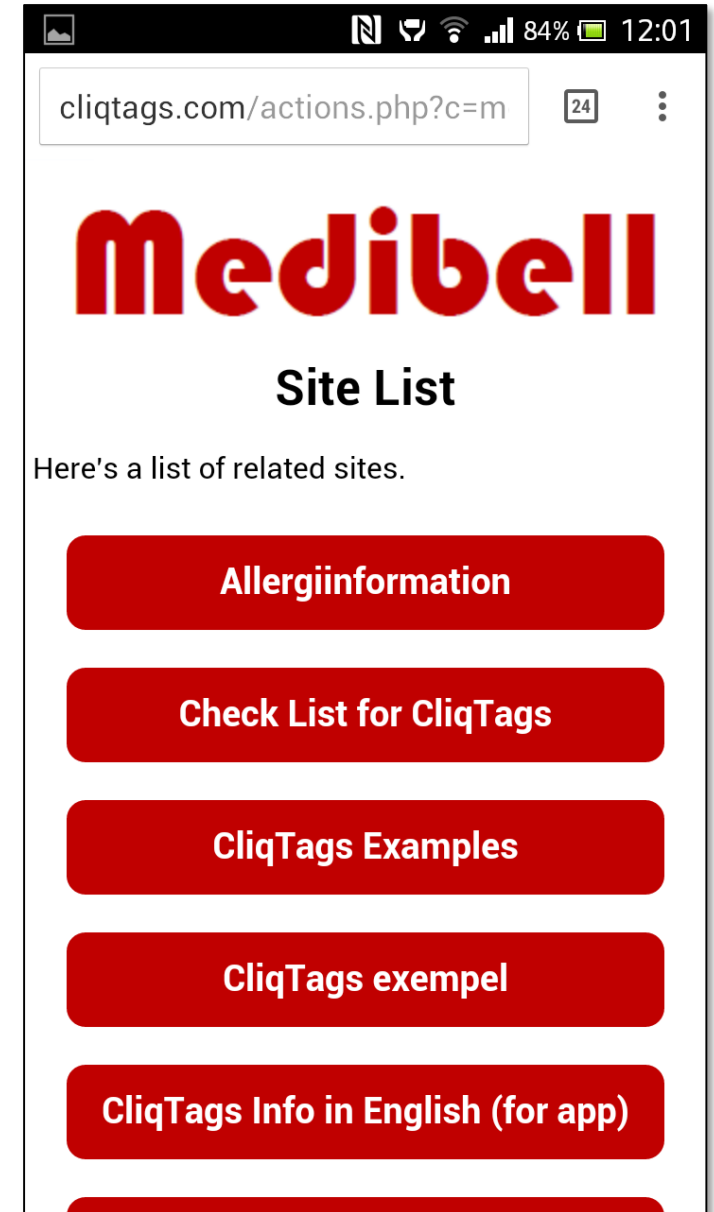 84% 12:01
cliqtags.com/actions.php?c=m 24
Medibell
Site List
Here's a list of related sites.
Allergiinformation
Check List for CliqTags
CliqTags Examples
CliqTags exempel
CliqTags Info in English (for app)